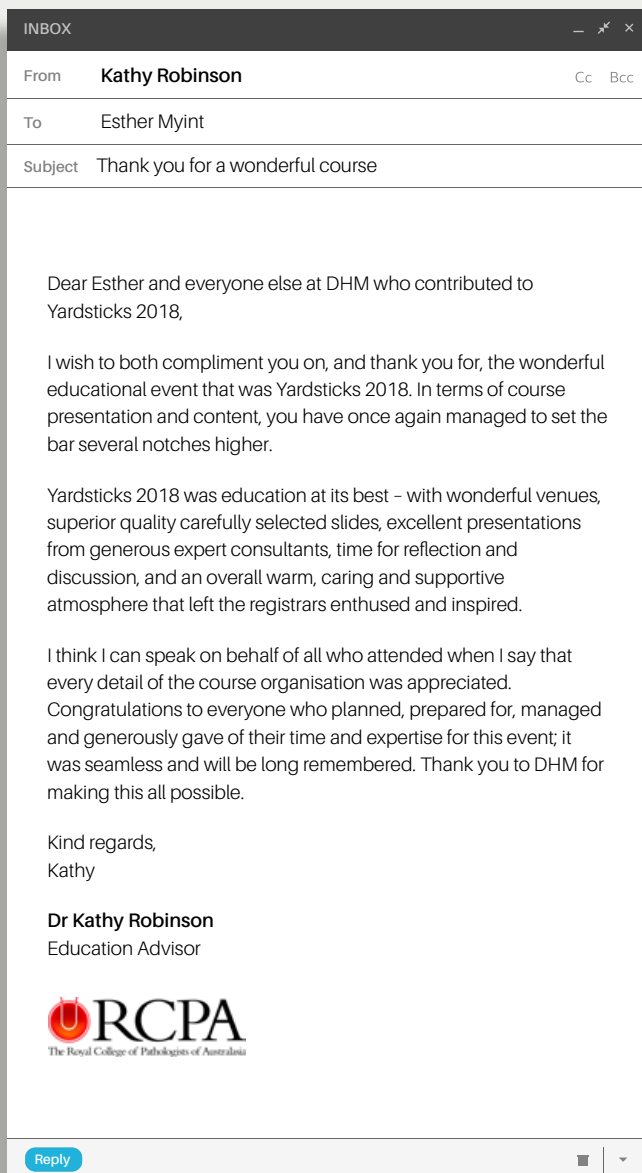 INBOX
From Kathy Robinson Cc Bcc
To Esther Myint
Subject Thank you for a wonderful course
Dear Esther and everyone else at DHM who contributed to
Yardsticks 2018,
I wish to both compliment you on, and thank you for, the wonderful
educational event that was Yardsticks 2018. In terms of course
presentation and content, you have once again managed to set the
bar several notches higher.
Yardsticks 2018 was education at its best – with wonderful venues,
superior quality carefully selected slides, excellent presentations
from generous expert consultants, time for reflection and
discussion, and an overall warm, caring and supportive
atmosphere that left the registrars enthused and inspired.
I think I can speak on behalf of all who attended when I say that
every detail of the course organisation was appreciated.
Congratulations to everyone who planned, prepared for, managed
and generously gave of their time and expertise for this event; it
was seamless and will be long remembered. Thank you to DHM for
making this all possible.
Kind regards,
Kathy
Dr Kathy Robinson
Education Advisor
RCPA
The Royal College of Pathologists of Australasia
Reply